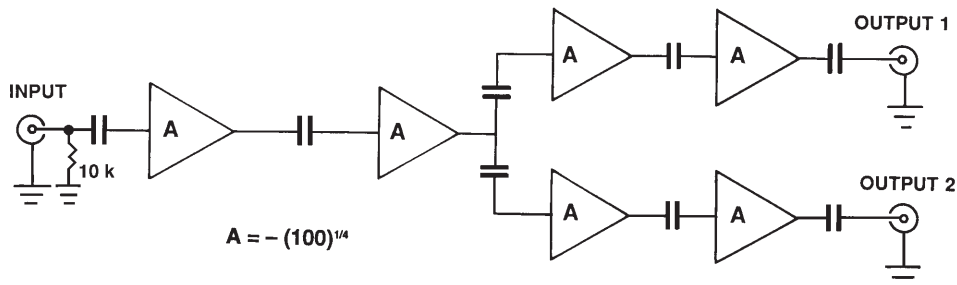 OUTPUT 1
A
A
INPUT
A
A
10 k
OUTPUT 2
A
A
A = – (100)¹/⁴